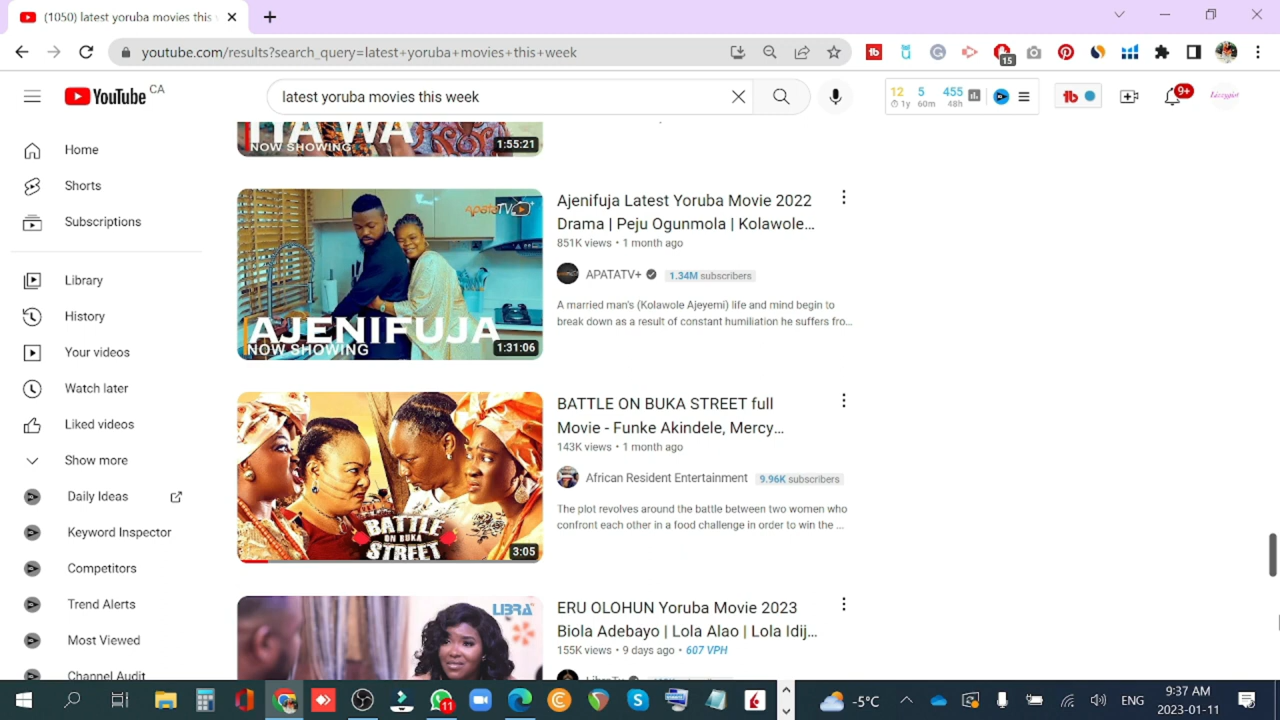 (1050) latest yoruba movies this
youtube.com/results?search_query=latest+yoruba+movies+this+week
15
YouTube CA
latest yoruba movies this week
12 5 455
1y 60m 48h
tb
9+
Home
Shorts
Subscriptions
Library
History
Your videos
Watch later
Liked videos
Show more
Daily Ideas
Keyword Inspector
Competitors
Trend Alerts
Most Viewed
Channel Audit
ITA WA
NOW SHOWING
1:55:21
apataTV+
AJENIFUJA
NOW SHOWING
1:31:06
Ajenifuja Latest Yoruba Movie 2022
Drama | Peju Ogunmola | Kolawole...
851K views • 1 month ago
APATATV+ 1.34M subscribers
A married man's (Kolawole Ajeyemi) life and mind begin to
break down as a result of constant humiliation he suffers fro...
BATTLE
ON BUKA
STREET
3:05
BATTLE ON BUKA STREET full
Movie - Funke Akindele, Mercy...
143K views • 1 month ago
African Resident Entertainment 9.96K subscribers
The plot revolves around the battle between two women who
confront each other in a food challenge in order to win the ...
LIBRA
ERU OLOHUN Yoruba Movie 2023
Biola Adebayo | Lola Alao | Lola Idij...
155K views • 9 days ago • 607 VPH
11
-5°C
ENG
9:37 AM
2023-01-11